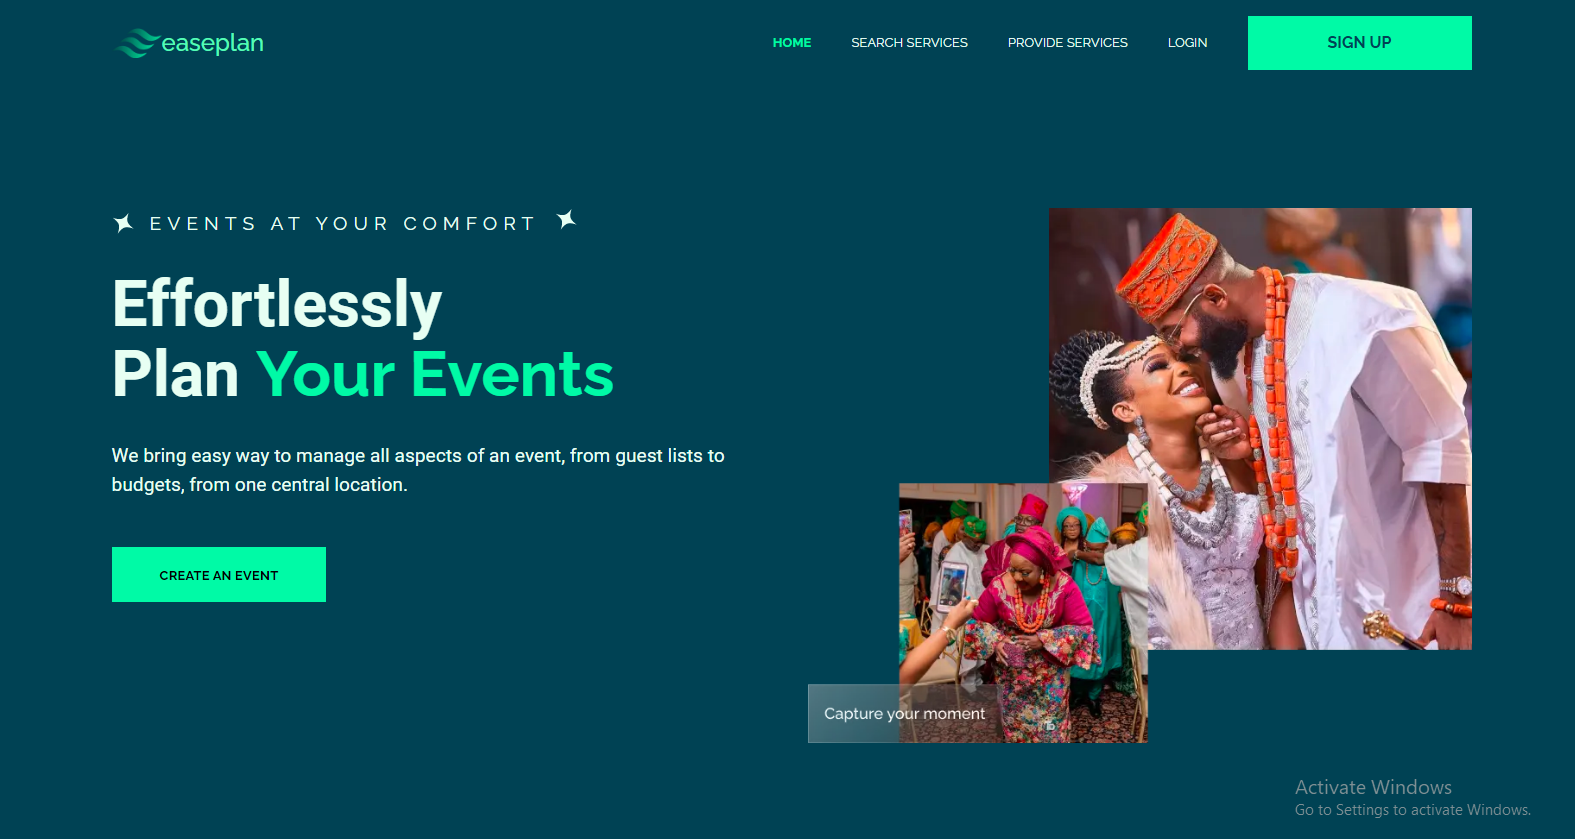 easeplan
HOME
SEARCH SERVICES
PROVIDE SERVICES
LOGIN
SIGN UP
EVENTS AT YOUR COMFORT
Effortlessly
Plan Your Events
We bring easy way to manage all aspects of an event, from guest lists to
budgets, from one central location.
CREATE AN EVENT
Capture your moment
Activate Windows
Go to Settings to activate Windows.